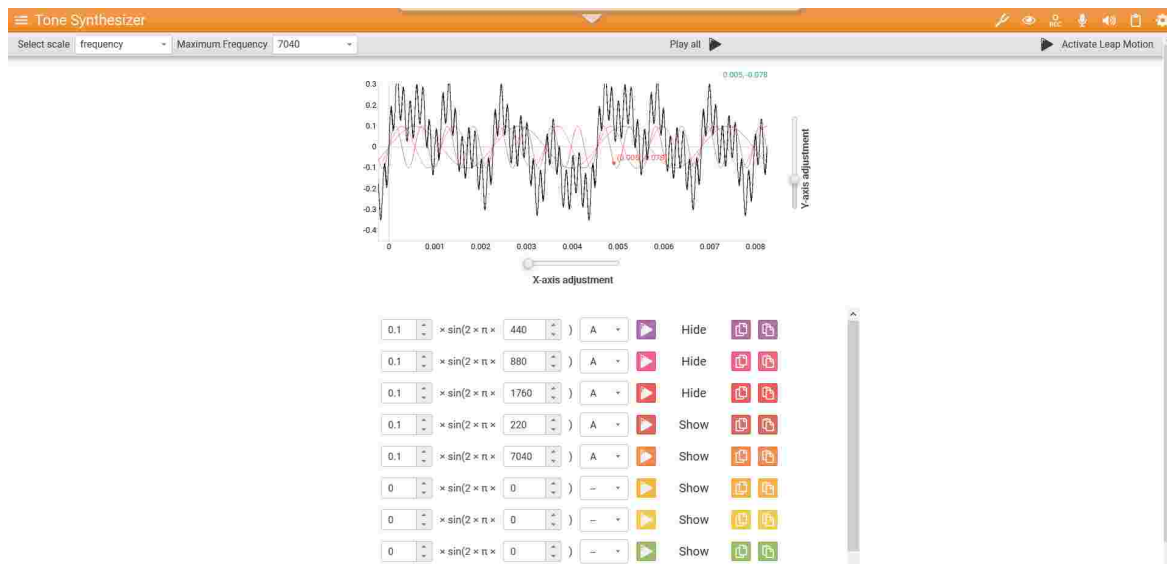 Tone Synthesizer REC
Select scale frequency Maximum Frequency 7040 Play all Activate Leap Motion
0.005,-0.078
0.3
0.2
0.1
0
-0.1
-0.2
-0.3
-0.4
0 0.001 0.002 0.003 0.004 0.005 0.006 0.007 0.008
X-axis adjustment
Y-axis adjustment
0.1 × sin(2 × π × 440 ) A Hide
0.1 × sin(2 × π × 880 ) A Hide
0.1 × sin(2 × π × 1760 ) A Hide
0.1 × sin(2 × π × 220 ) A Show
0.1 × sin(2 × π × 7040 ) A Show
0 × sin(2 × π × 0 ) -- Show
0 × sin(2 × π × 0 ) -- Show
0 × sin(2 × π × 0 ) -- Show